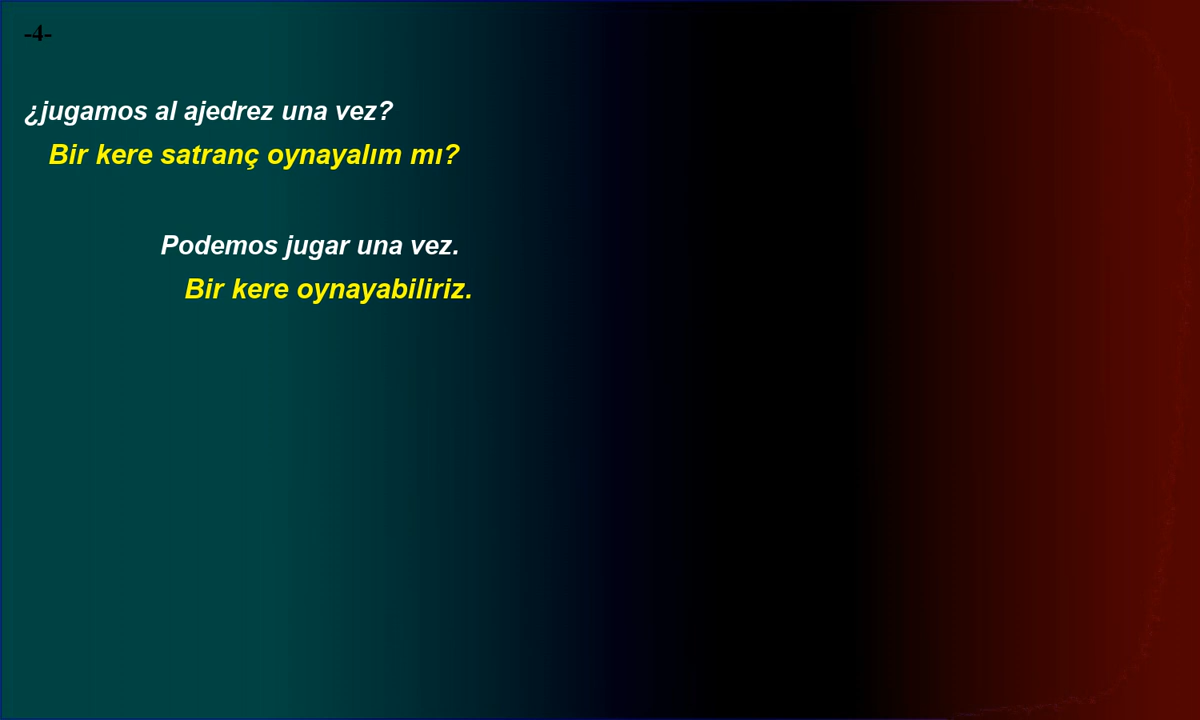 -4-
¿jugamos al ajedrez una vez?
Bir kere satranç oynayalım mı?
Podemos jugar una vez.
Bir kere oynayabiliriz.